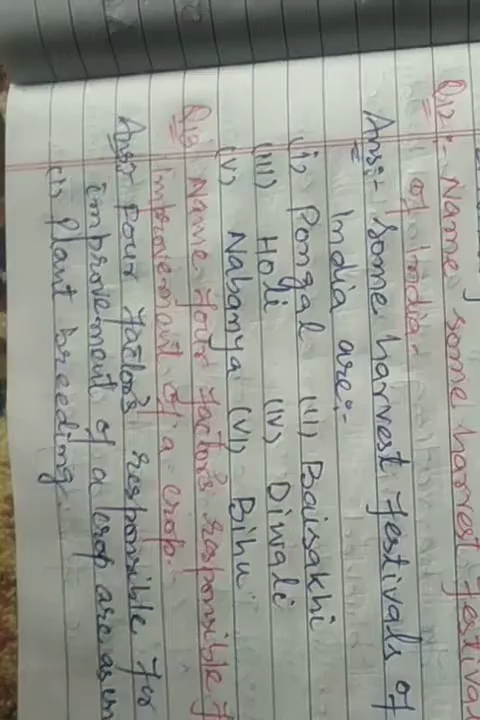 Q12:- Name some harvest festival
of India.
Ans:- Some harvest festivals of
India are:-
(i) Pongal (ii) Baisakhi
(iii) Holi (iv) Diwali
(v) Nabanya (vi) Bihu
Q13 Name four factors responsible f
improvement of a crop.
Ans:- Four factors responsible for
improvement of a crop are as un
(i) Plant breeding.